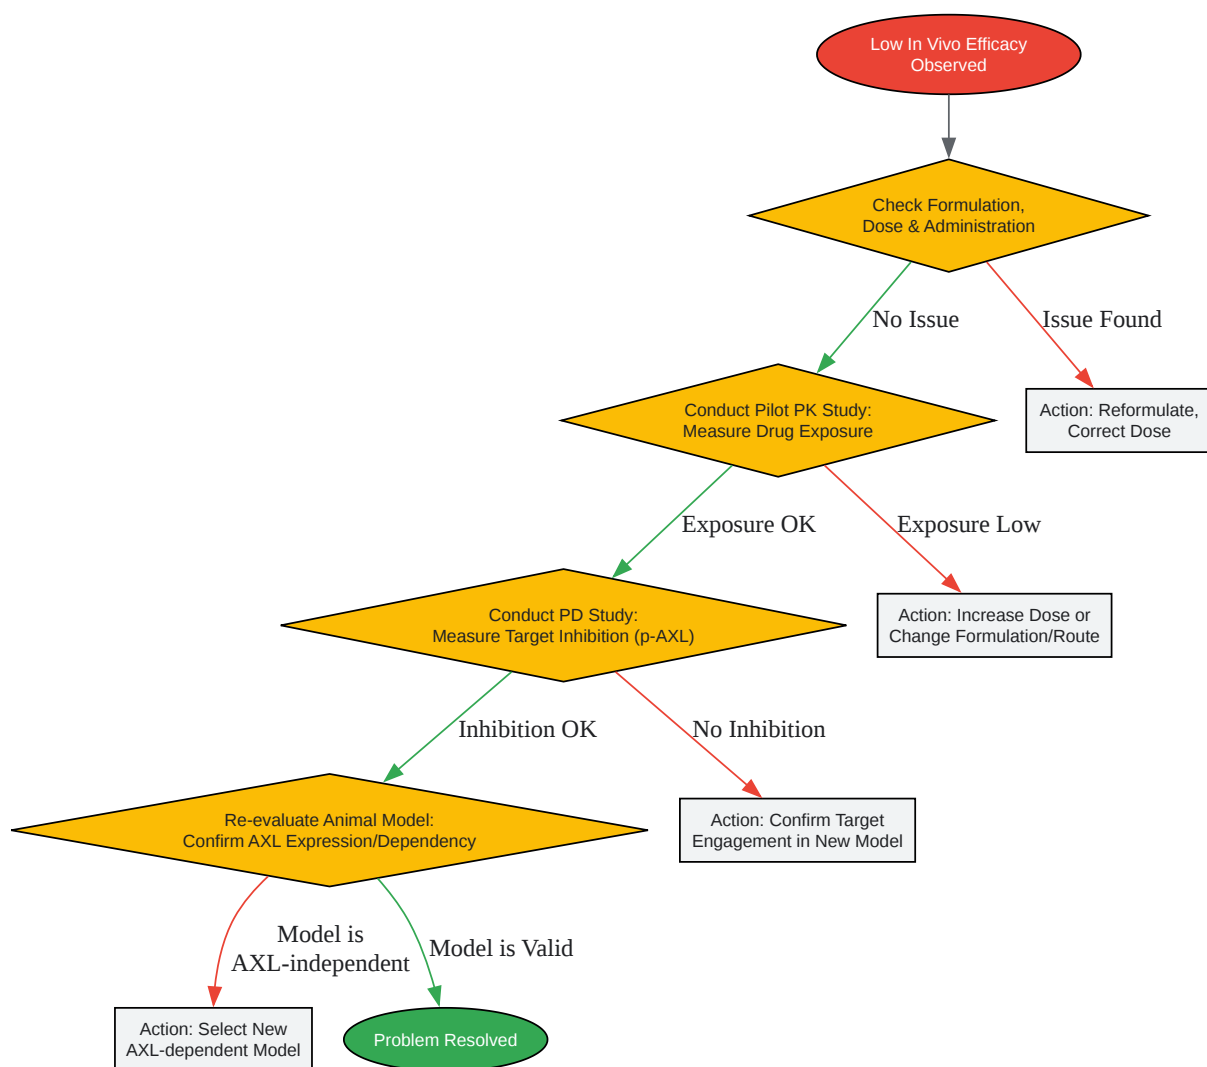 Low In Vivo Efficacy
Observed
Check Formulation,
Dose & Administration
No Issue
Issue Found
Conduct Pilot PK Study:
Measure Drug Exposure
Action: Reformulate,
Correct Dose
Exposure OK
Exposure Low
Conduct PD Study:
Measure Target Inhibition (p-AXL)
Action: Increase Dose or
Change Formulation/Route
Inhibition OK
No Inhibition
Re-evaluate Animal Model:
Confirm AXL Expression/Dependency
Action: Confirm Target
Engagement in New Model
Model is
AXL-independent
Model is Valid
Action: Select New
AXL-dependent Model
Problem Resolved